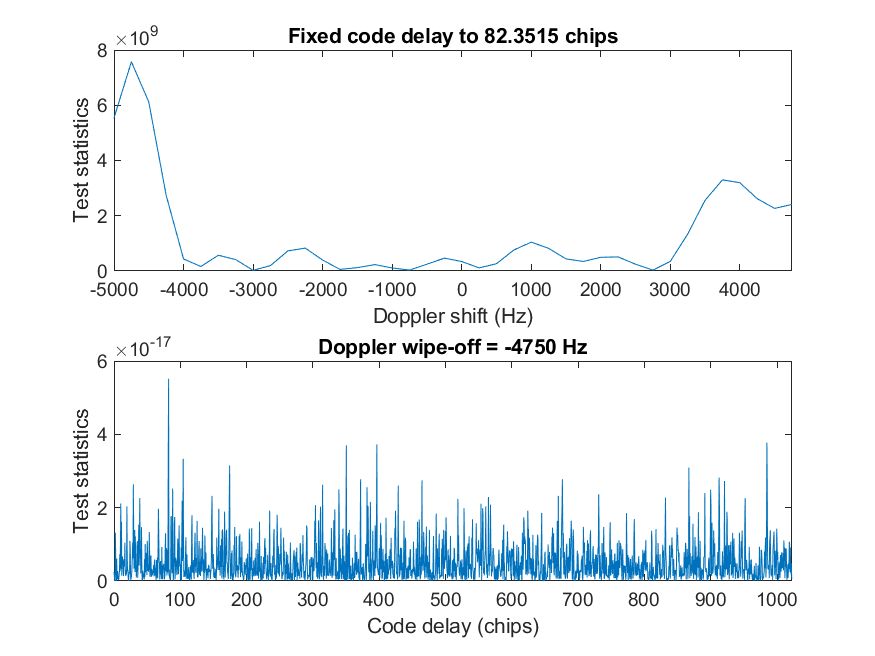 ×10^9
Fixed code delay to 82.3515 chips
8
6
4
2
0
Test statistics
-5000 -4000 -3000 -2000 -1000 0 1000 2000 3000 4000
Doppler shift (Hz)
×10^-17
Doppler wipe-off = -4750 Hz
6
4
2
0
Test statistics
0 100 200 300 400 500 600 700 800 900 1000
Code delay (chips)